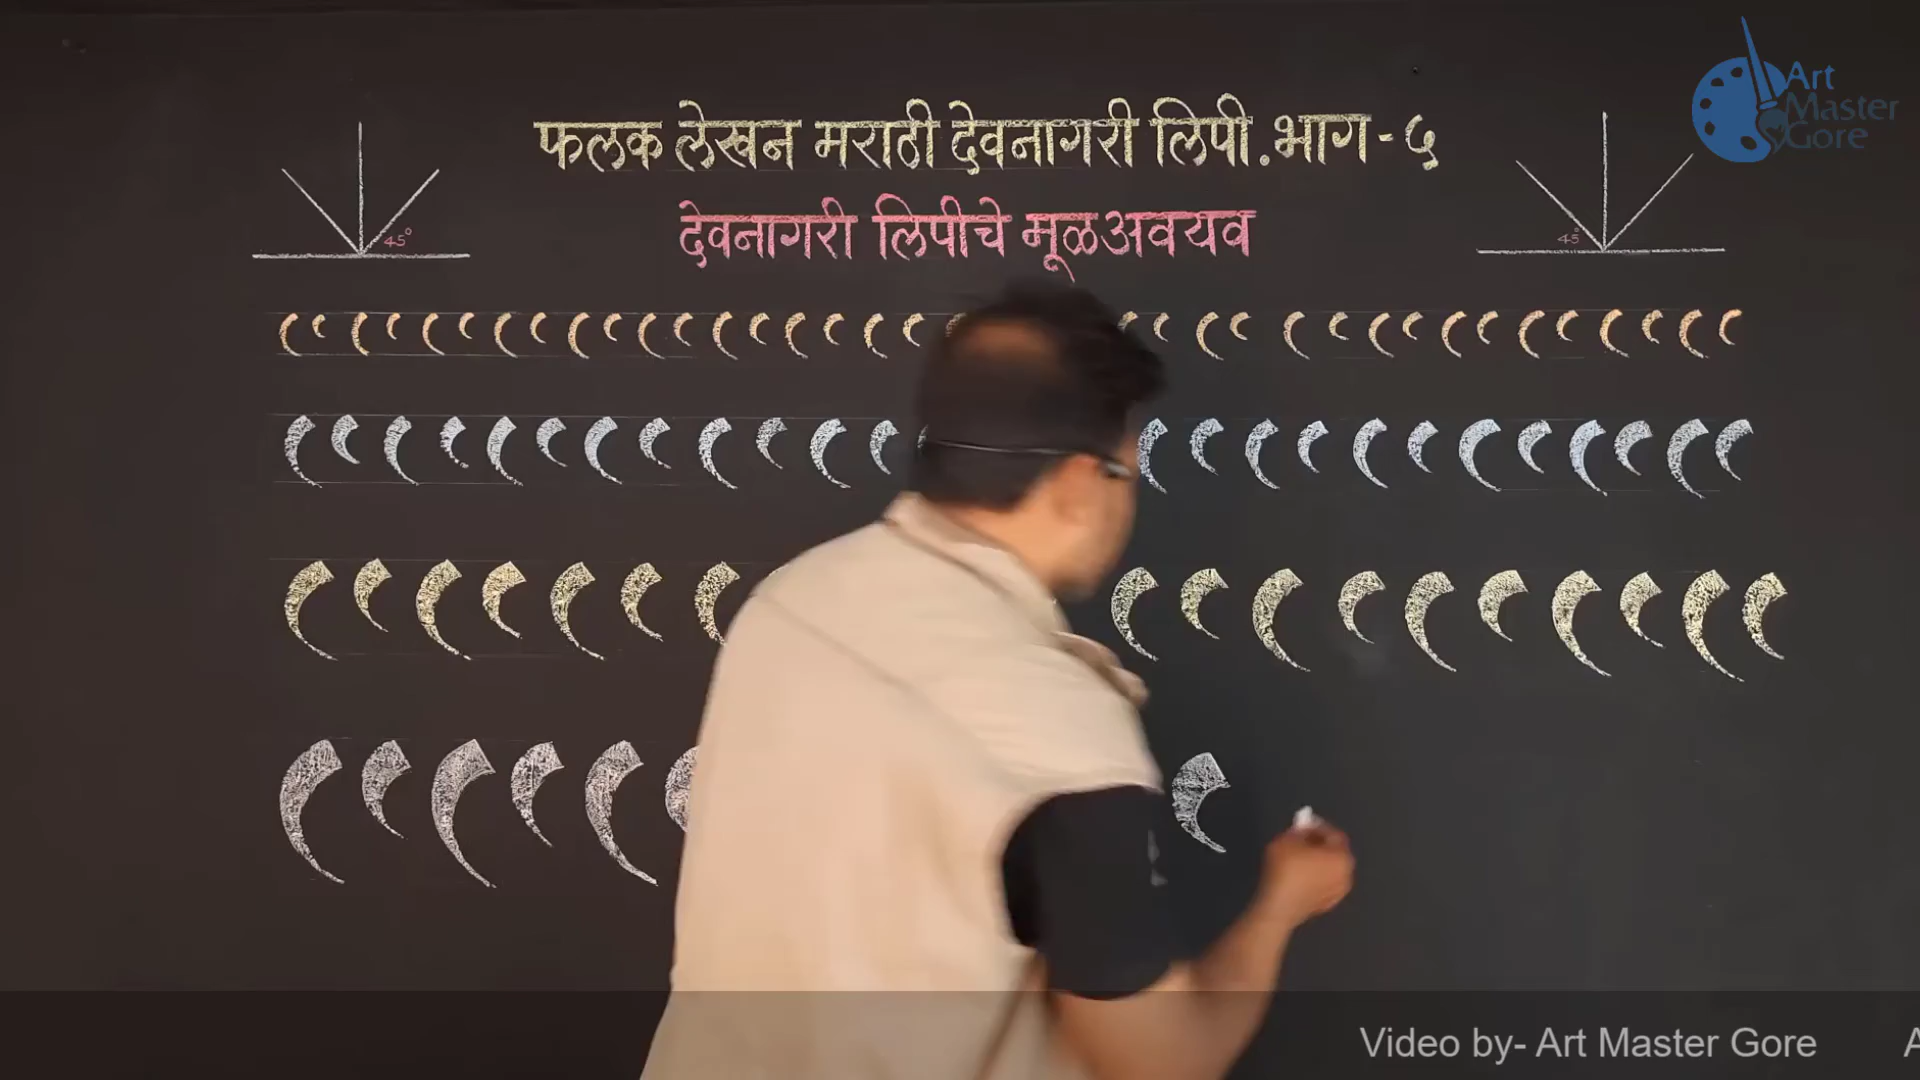 फलक लेखन मराठी देवनागरी लिपी.भाग-५
देवनागरी लिपीचे मूळअवयव
45°
45°
Art
Master
Gore
Video by- Art Master Gore